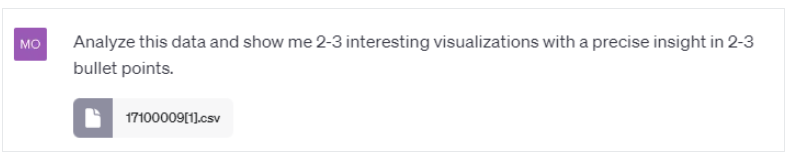 MO
Analyze this data and show me 2-3 interesting visualizations with a precise insight in 2-3
bullet points.
17100009[1].csv